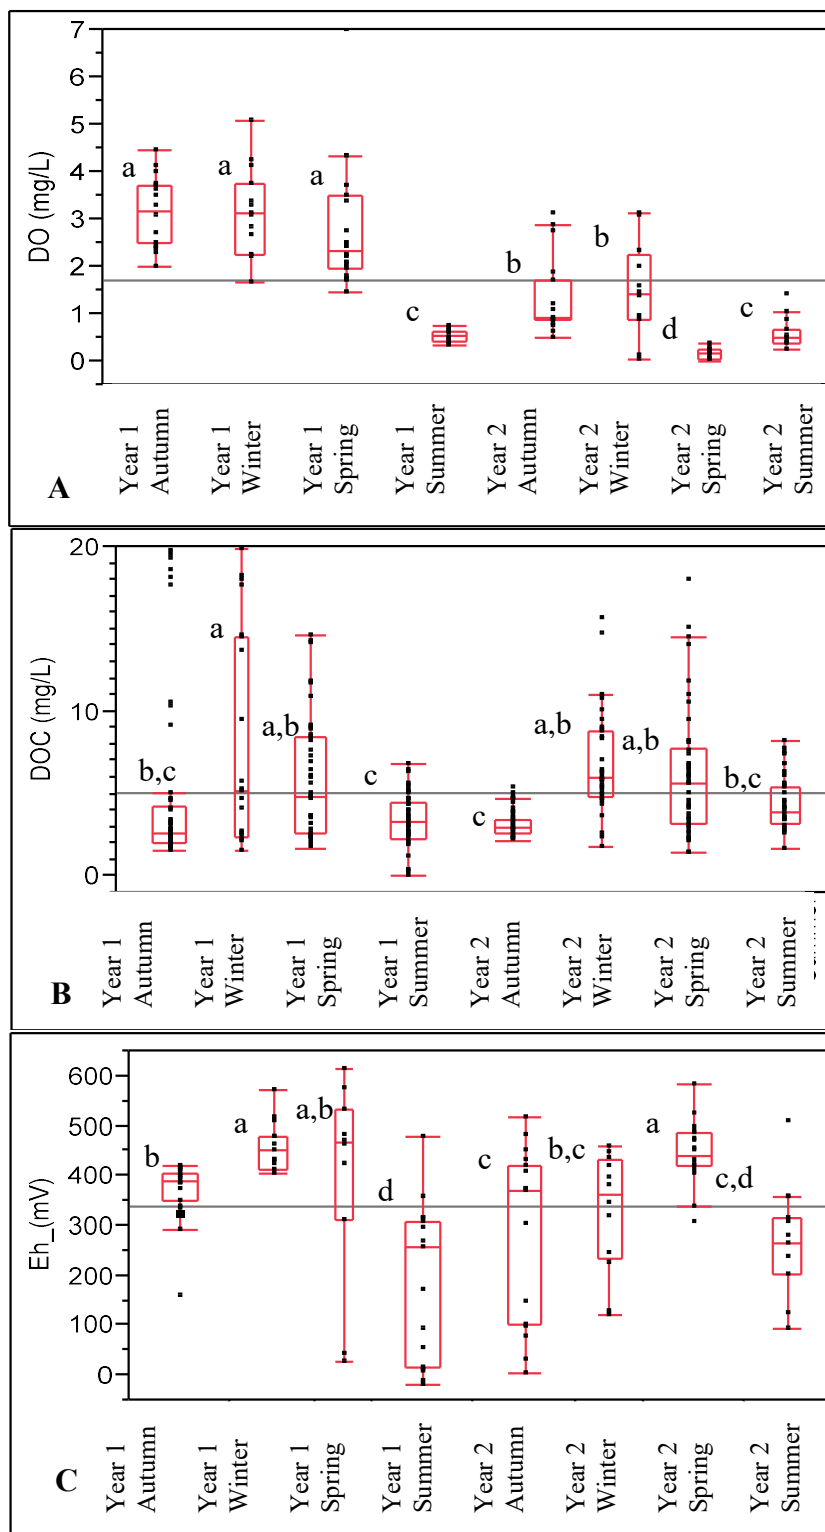 7
6
5
4
3
2
1
0
DO (mg/L)
a
a
a
c
b
b
d
c
Year 1 Autumn
Year 1 Winter
Year 1 Spring
Year 1 Summer
Year 2 Autumn
Year 2 Winter
Year 2 Spring
Year 2 Summer
A
20
10
0
DOC (mg/L)
b,c
a
a,b
c
c
a,b
a,b
b,c
Year 1 Autumn
Year 1 Winter
Year 1 Spring
Year 1 Summer
Year 2 Autumn
Year 2 Winter
Year 2 Spring
Year 2 Summer
B
600
500
400
300
200
100
0
Eh_(mV)
b
a
a,b
d
c
b,c
a
c,d
Year 1 Autumn
Year 1 Winter
Year 1 Spring
Year 1 Summer
Year 2 Autumn
Year 2 Winter
Year 2 Spring
Year 2 Summer
C